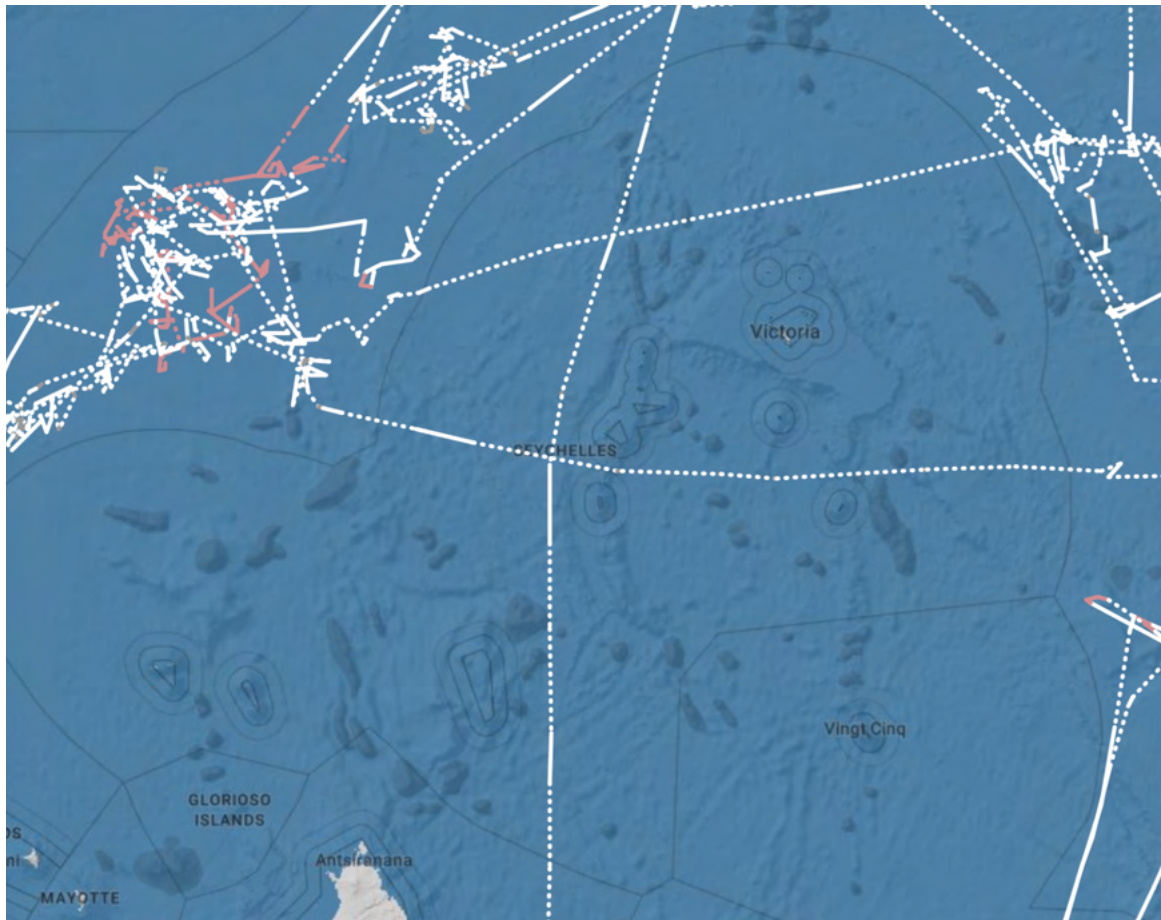 Victoria
SEYCHELLES
Vingt Cinq
GLORIOSO
ISLANDS
Antsiranana
MAYOTTE